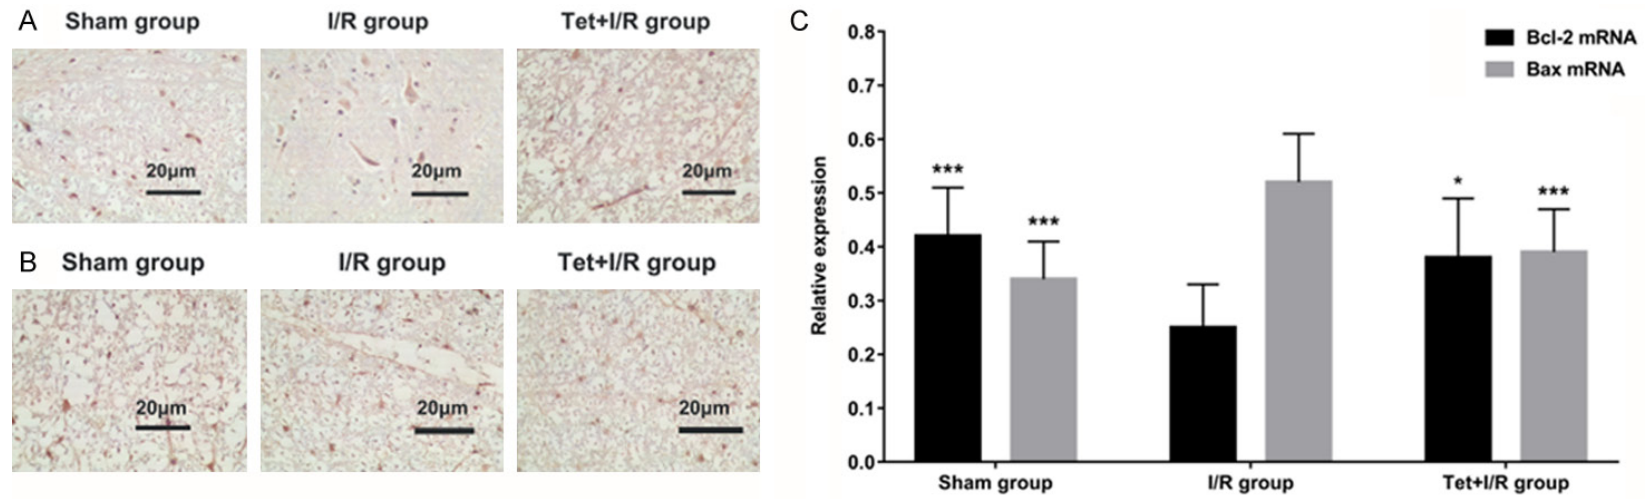 A
Sham group
I/R group
Tet+I/R group
20µm
20µm
20µm
B
Sham group
I/R group
Tet+I/R group
20µm
20µm
20µm
C
Bcl-2 mRNA
Bax mRNA
Relative expression
0.8
0.7
0.6
0.5
0.4
0.3
0.2
0.1
0.0
***
***
*
***
Sham group
I/R group
Tet+I/R group